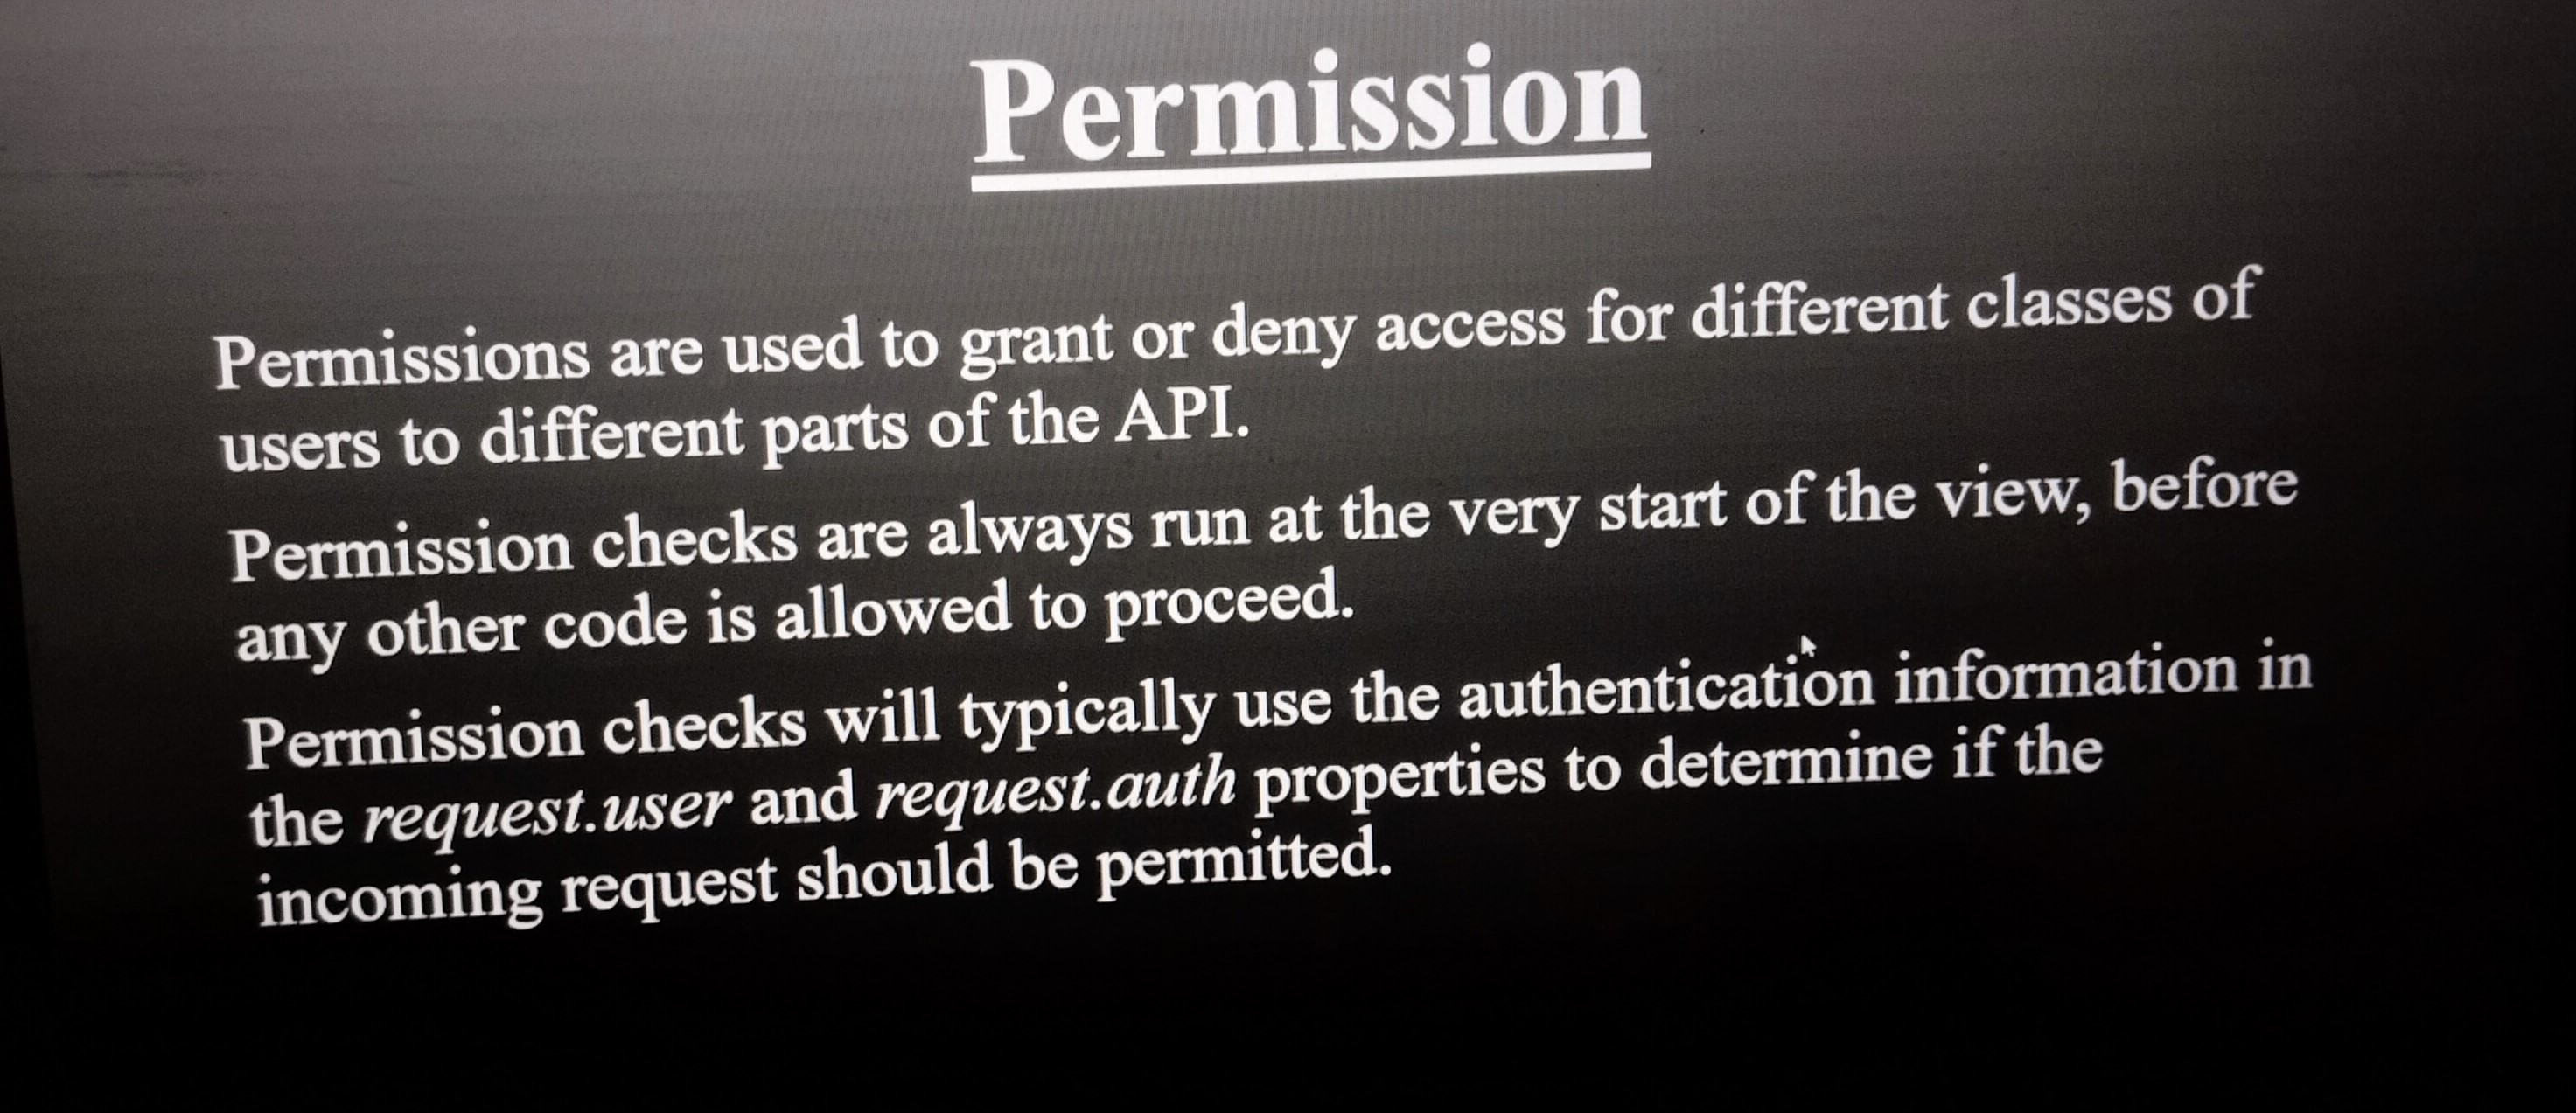 Permission
Permissions are used to grant or deny access for different classes of
users to different parts of the API.
Permission checks are always run at the very start of the view, before
any other code is allowed to proceed.
Permission checks will typically use the authentication information in
the request.user and request.auth properties to determine if the
incoming request should be permitted.